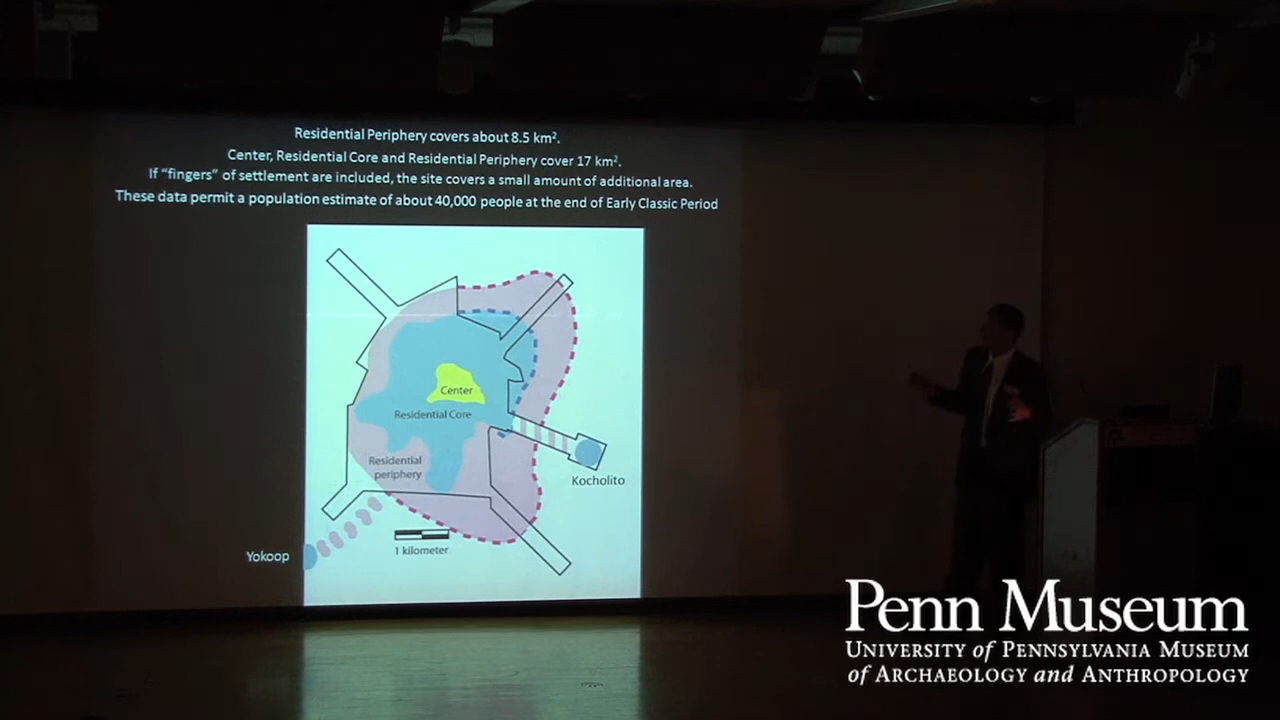 Residential Periphery covers about 8.5 km².
Center, Residential Core and Residential Periphery cover 17 km².
If “fingers” of settlement are included, the site covers a small amount of additional area.
These data permit a population estimate of about 40,000 people at the end of Early Classic Period
Center
Residential Core
Residential
periphery
Kocholito
1 kilometer
Yokoop
Penn Museum
University of Pennsylvania Museum
of Archaeology and Anthropology